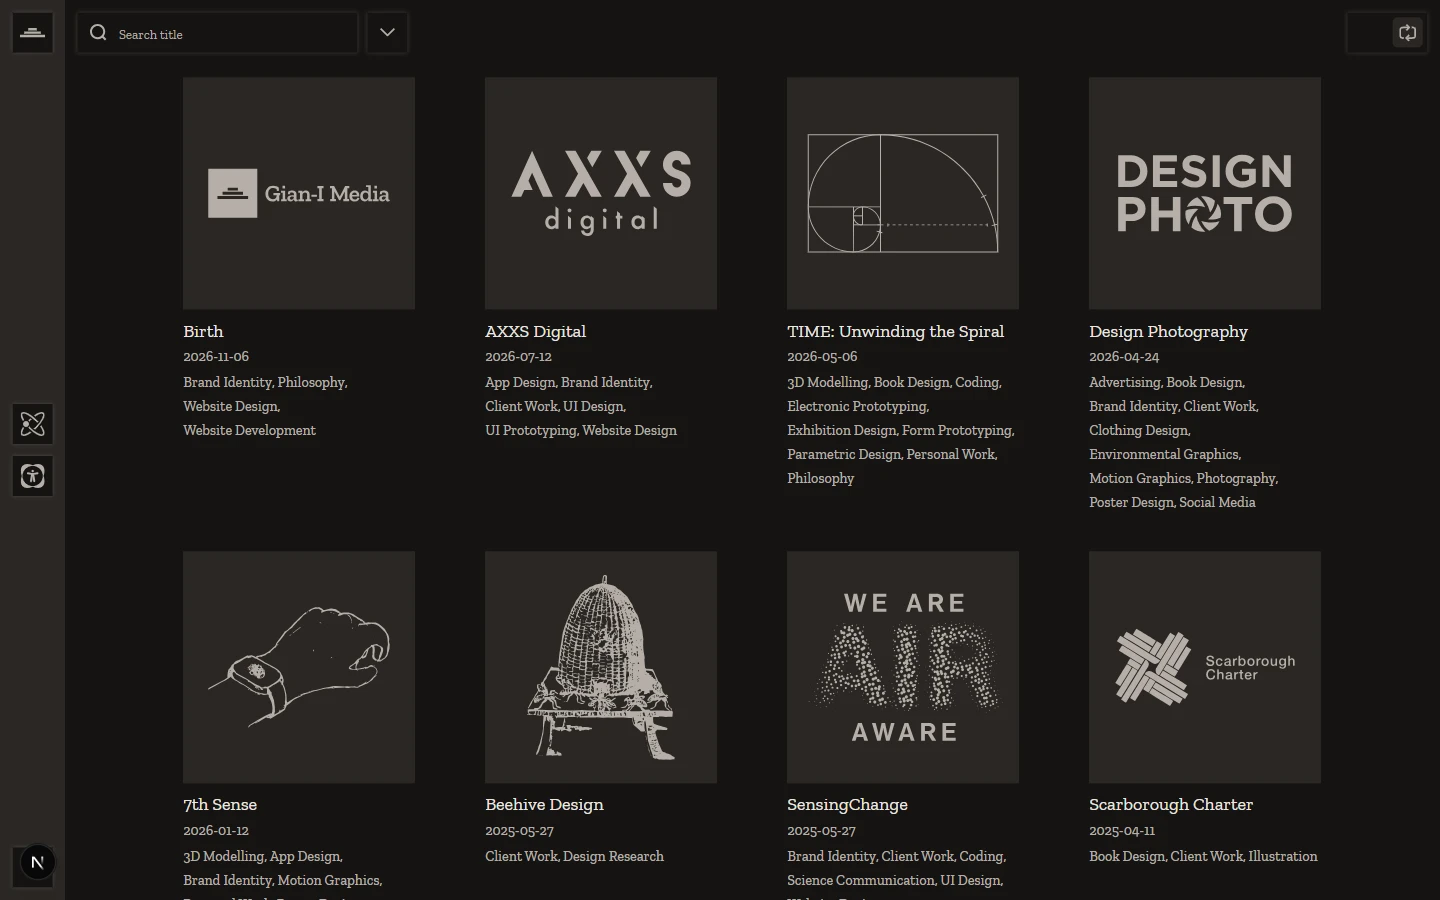 Search title
Gian-I Media
AXXS
digital
DESIGN
PHOTO
Birth
2026-11-06
Brand Identity, Philosophy,
Website Design,
Website Development
AXXS Digital
2026-07-12
App Design, Brand Identity,
Client Work, UI Design,
UI Prototyping, Website Design
TIME: Unwinding the Spiral
2026-05-06
3D Modelling, Book Design, Coding,
Electronic Prototyping,
Exhibition Design, Form Prototyping,
Parametric Design, Personal Work,
Philosophy
Design Photography
2026-04-24
Advertising, Book Design,
Brand Identity, Client Work,
Clothing Design,
Environmental Graphics,
Motion Graphics, Photography,
Poster Design, Social Media
WE ARE
AIR
AWARE
Scarborough
Charter
7th Sense
2026-01-12
3D Modelling, App Design,
Brand Identity, Motion Graphics,
Beehive Design
2025-05-27
Client Work, Design Research
SensingChange
2025-05-27
Brand Identity, Client Work, Coding,
Science Communication, UI Design,
Scarborough Charter
2025-04-11
Book Design, Client Work, Illustration
N